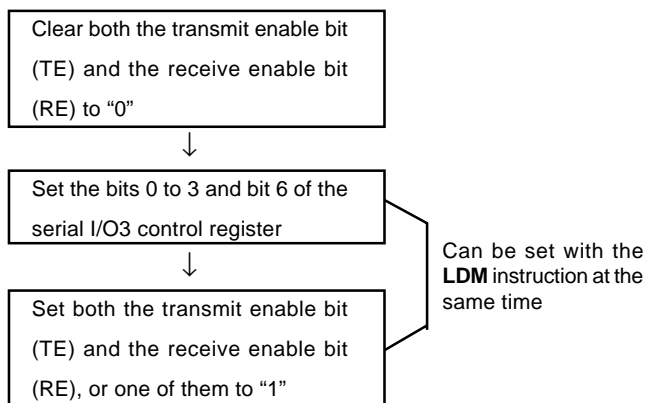 Clear both the transmit enable bit
(TE) and the receive enable bit
(RE) to “0”
↓
Set the bits 0 to 3 and bit 6 of the
serial I/O3 control register
↓
Set both the transmit enable bit
(TE) and the receive enable bit
(RE), or one of them to “1”
Can be set with the
LDM instruction at the
same time